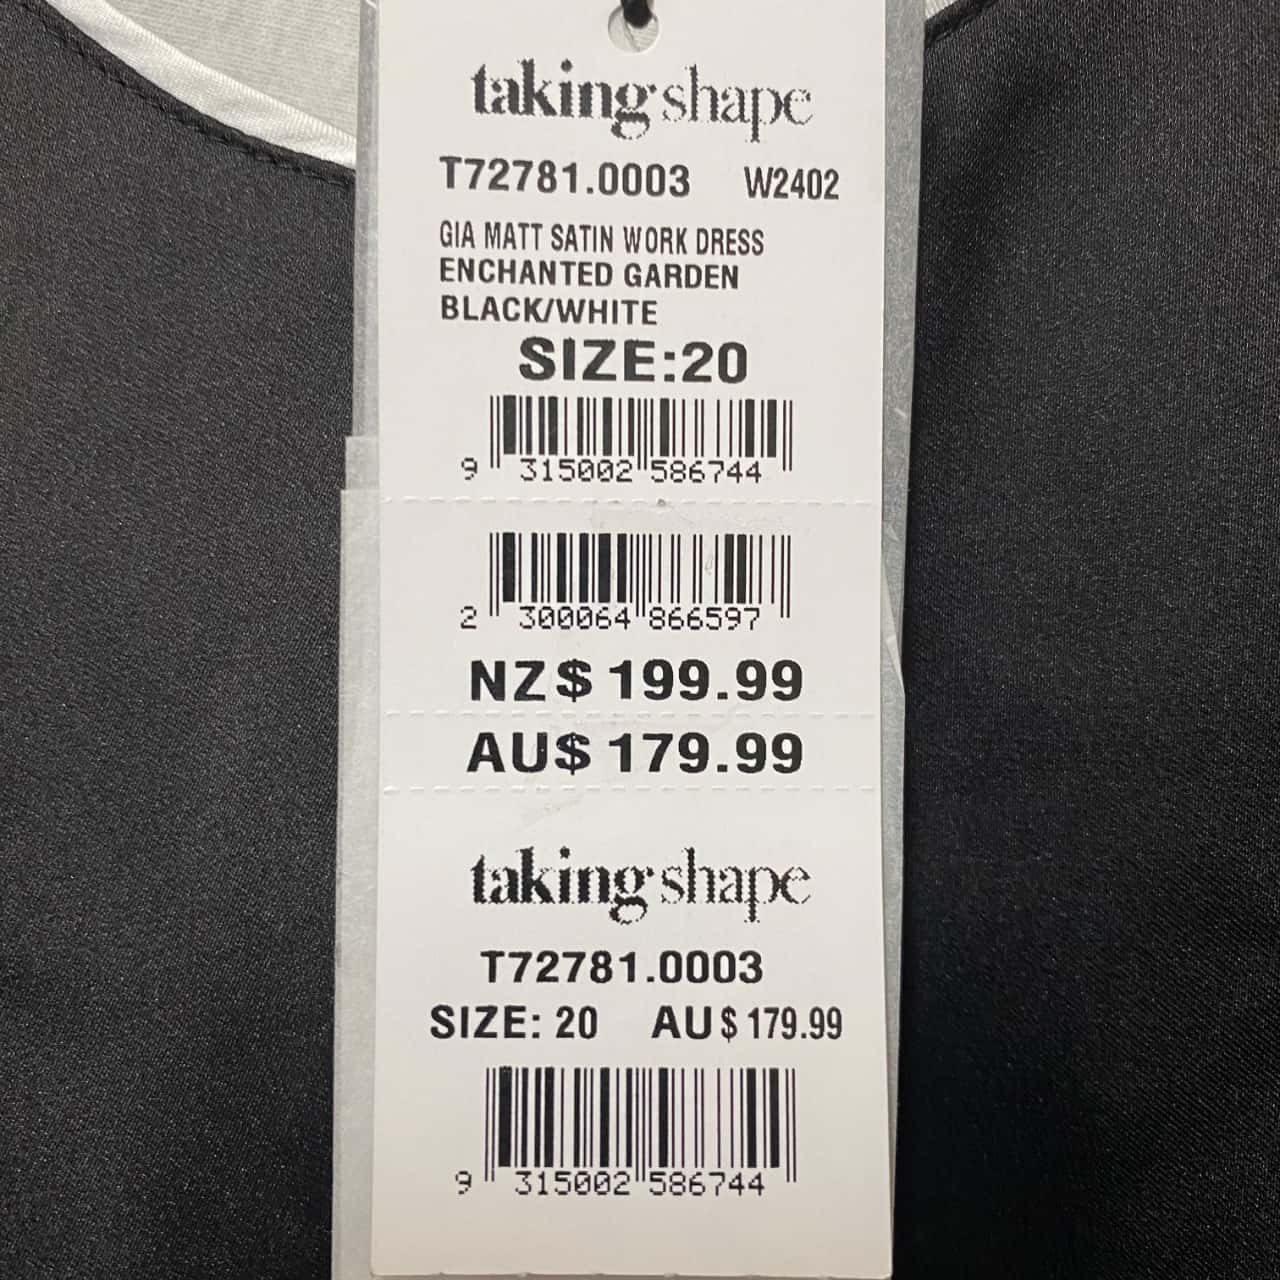 taking shape
T72781.0003 W2402
GIA MATT SATIN WORK DRESS
ENCHANTED GARDEN
BLACK/WHITE
SIZE:20
9 315002 586744
2 300064 866597
NZ$ 199.99
AU$ 179.99
taking shape
T72781.0003
SIZE: 20 AU$ 179.99
9 315002 586744